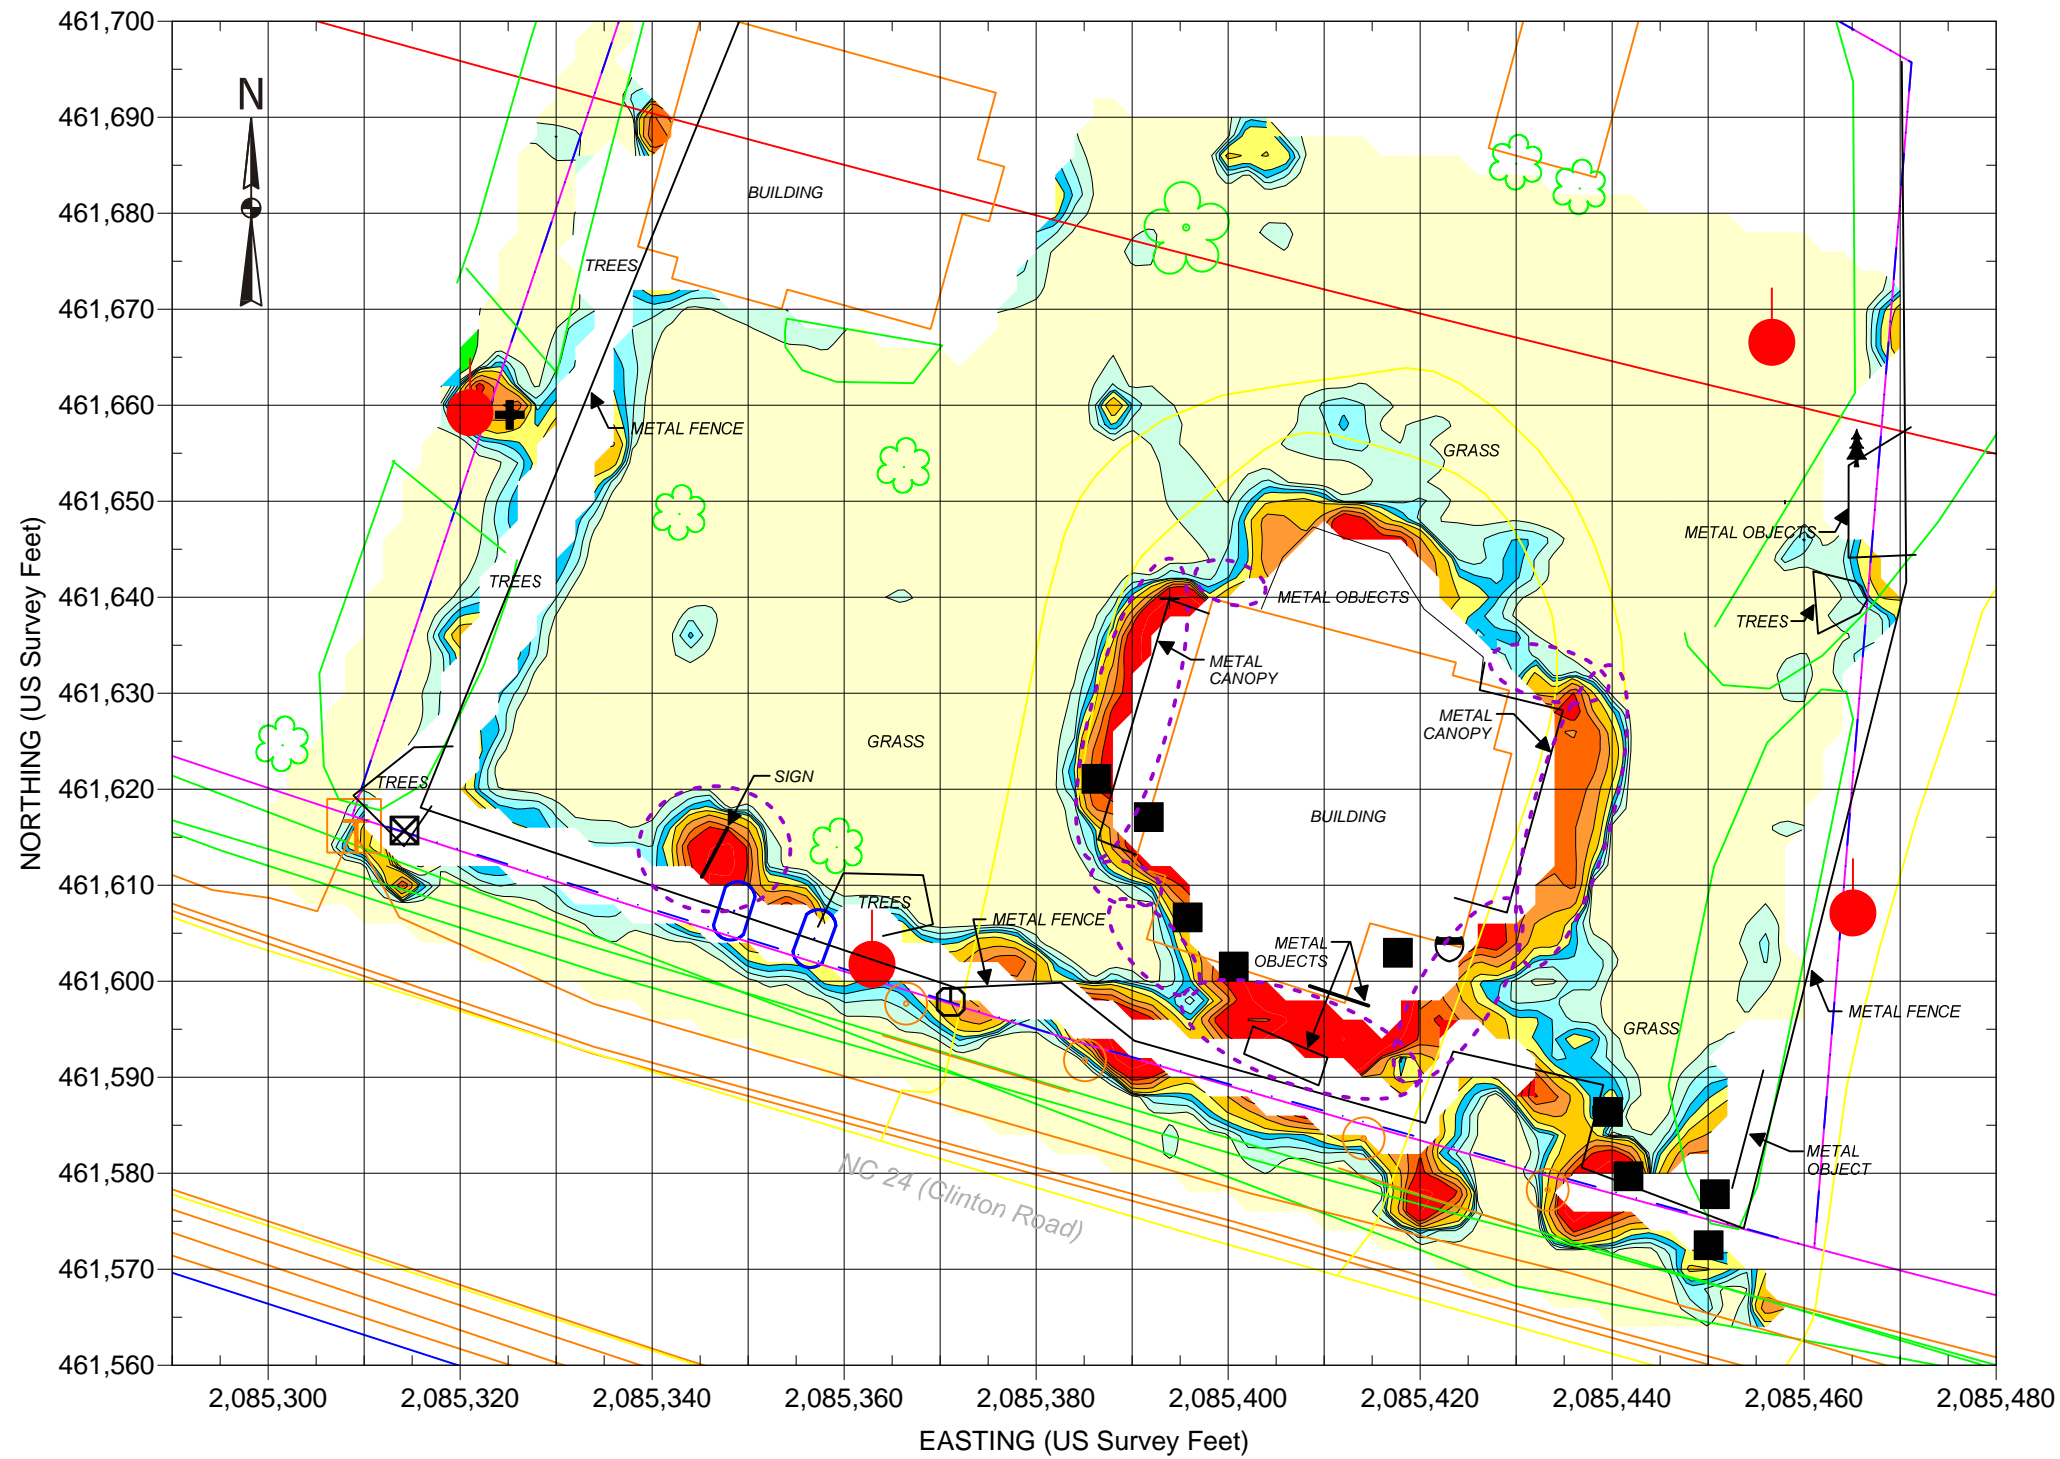 461,700
461,690
461,680
461,670
461,660
461,650
461,640
461,630
461,620
461,610
461,600
461,590
461,580
461,570
461,560
NORTHING (US Survey Feet)
N
BUILDING
TREES
METAL FENCE
GRASS
METAL OBJECTS
TREES
METAL OBJECTS
TREES
METAL
CANOPY
METAL
CANOPY
GRASS
SIGN
TREES
BUILDING
TREES
METAL FENCE
METAL
OBJECTS
METAL FENCE
GRASS
METAL
OBJECT
NC 24 (Clinton Road)
2,085,300
2,085,320
2,085,340
2,085,360
2,085,380
2,085,400
2,085,420
2,085,440
2,085,460
2,085,480
EASTING (US Survey Feet)